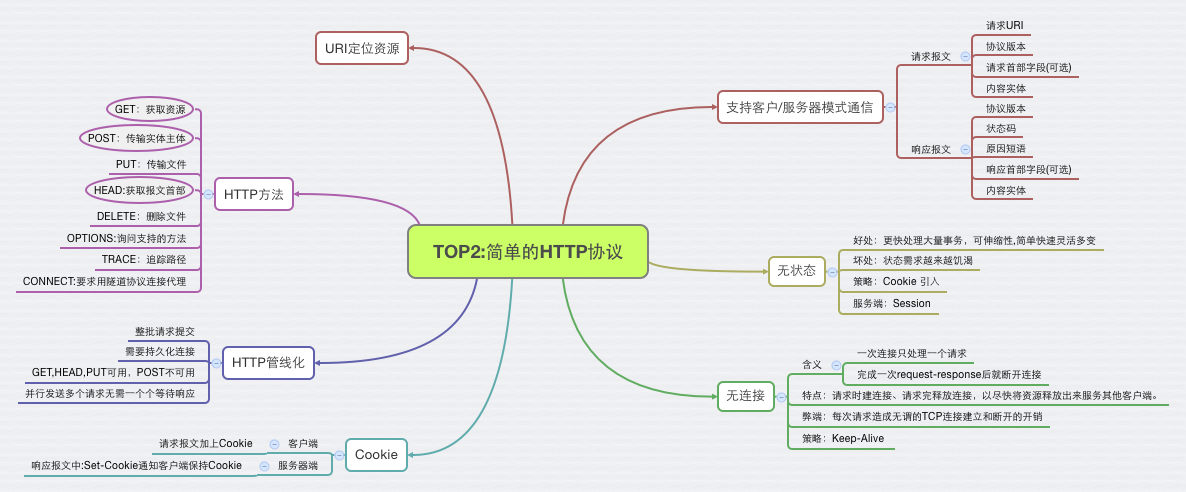 TOP2:简单的HTTP协议
支持客户/服务器模式通信
请求报文
请求URI
协议版本
请求首部字段(可选)
内容实体
响应报文
协议版本
状态码
原因短语
响应首部字段(可选)
内容实体
无状态
好处：更快处理大量事务，可伸缩性,简单快速灵活多变
坏处：状态需求越来越饥渴
策略：Cookie 引入
服务端：Session
无连接
含义
一次连接只处理一个请求
完成一次request-response后就断开连接
特点：请求时建连接、请求完释放连接，以尽快将资源释放出来服务其他客户端。
弊端：每次请求造成无谓的TCP连接建立和断开的开销
策略：Keep-Alive
URI定位资源
HTTP方法
GET：获取资源
POST：传输实体主体
PUT：传输文件
HEAD:获取报文首部
DELETE：删除文件
OPTIONS:询问支持的方法
TRACE：追踪路径
CONNECT:要求用隧道协议连接代理
HTTP管线化
整批请求提交
需要持久化连接
GET,HEAD,PUT可用，POST不可用
并行发送多个请求无需一个个等待响应
Cookie
客户端
请求报文加上Cookie
服务器端
响应报文中:Set-Cookie通知客户端保持Cookie